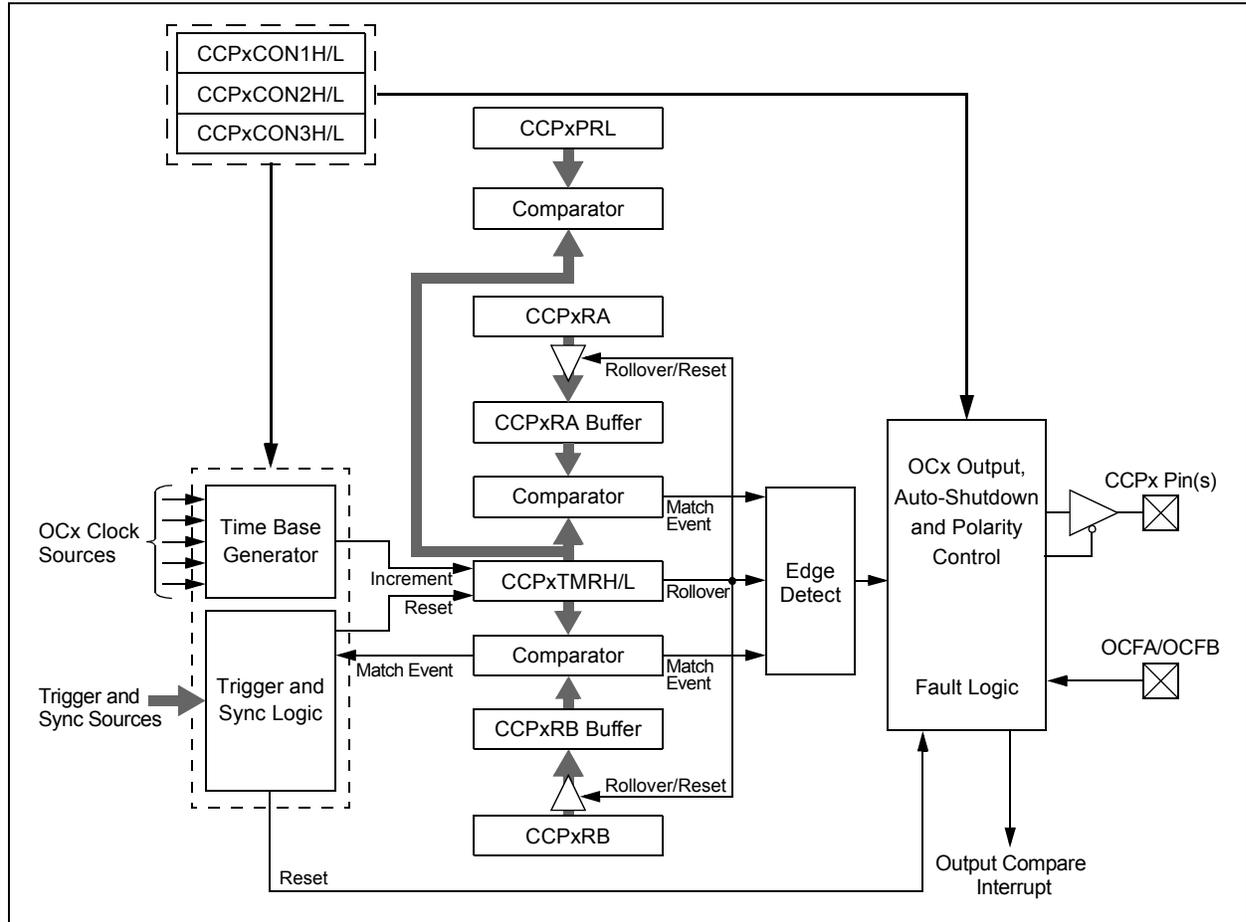 CCPxCON1H/L
CCPxCON2H/L
CCPxCON3H/L
CCPxPRL
Comparator
CCPxRA
Rollover/Reset
CCPxRA Buffer
Comparator
Match
Event
OCx Clock
Sources
Time Base
Generator
Increment
Reset
CCPxTMRH/L
Rollover
Edge
Detect
OCx Output,
Auto-Shutdown
and Polarity
Control
Fault Logic
CCPx Pin(s)
OCFA/OCFB
Trigger and
Sync Sources
Trigger and
Sync Logic
Match Event
Comparator
Match
Event
CCPxRB Buffer
Rollover/Reset
CCPxRB
Reset
Output Compare
Interrupt